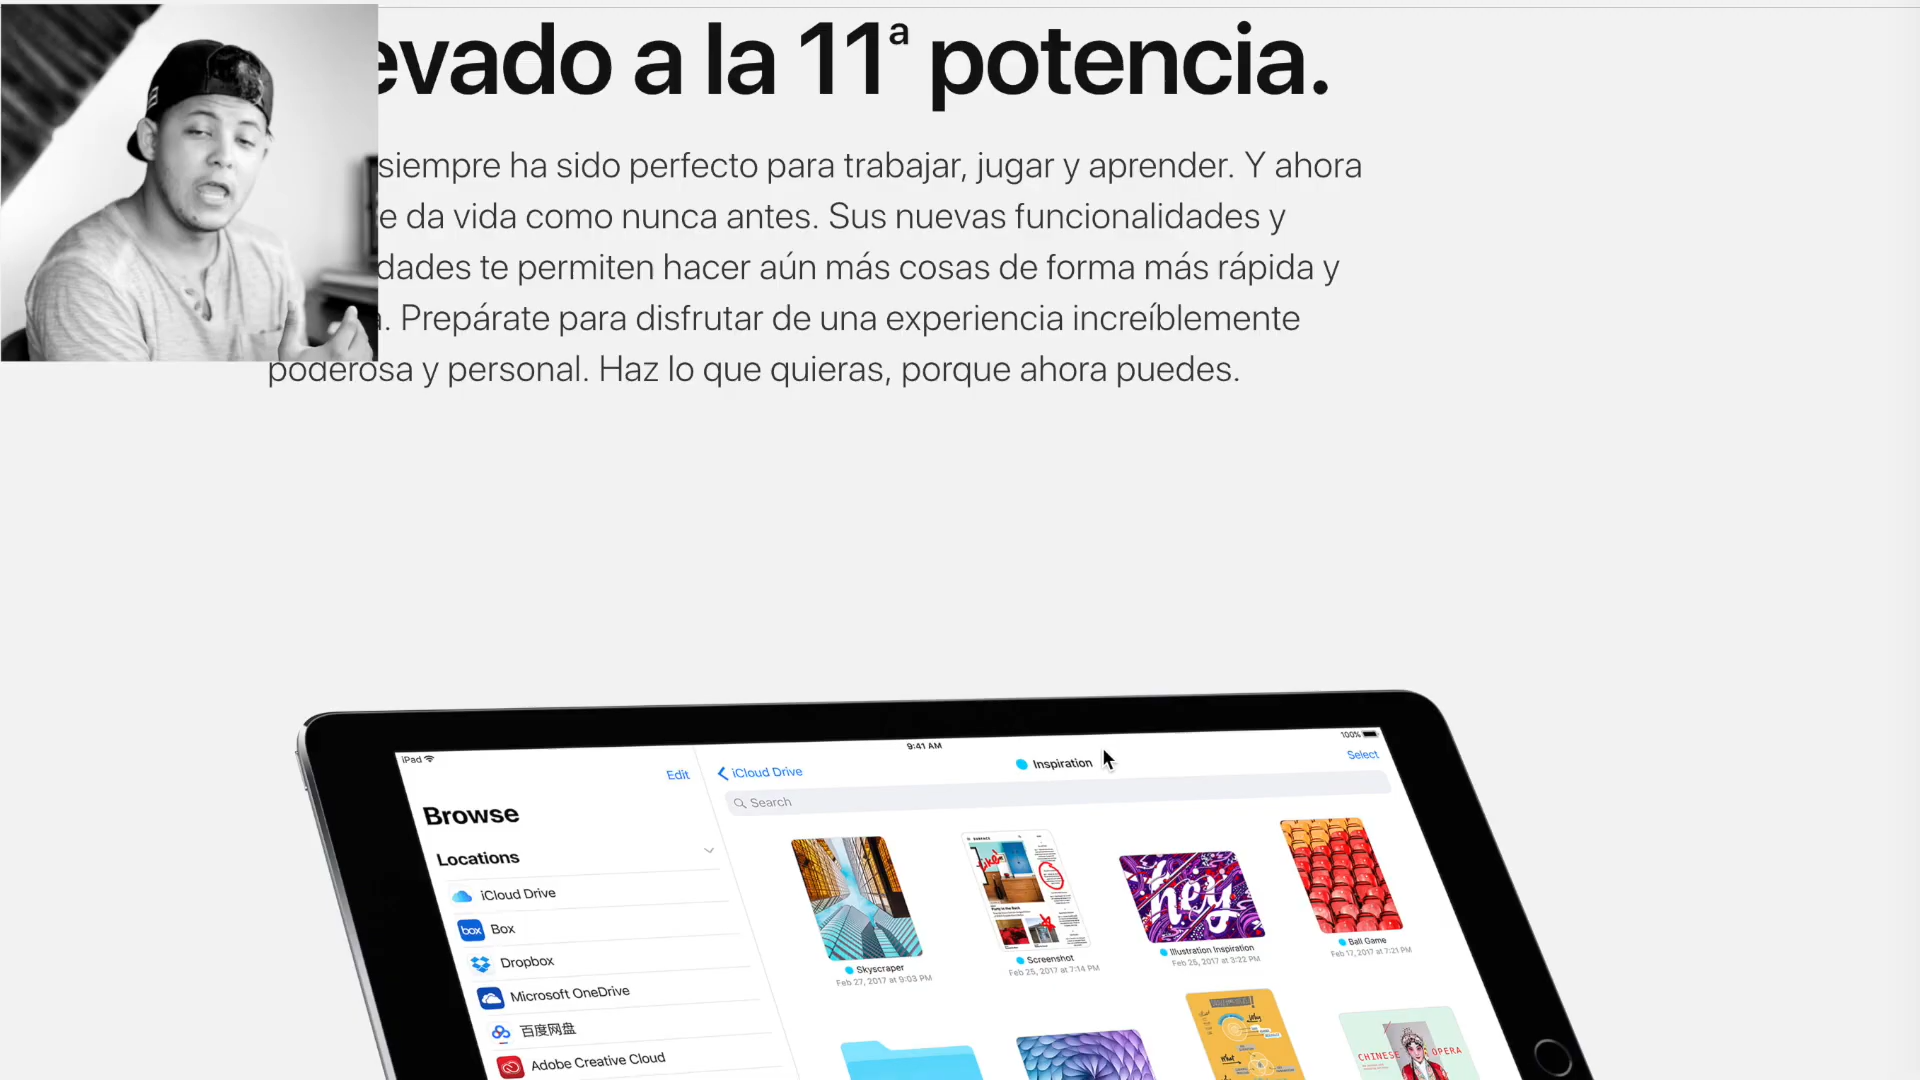 evado a la 11ª potencia.
siempre ha sido perfecto para trabajar, jugar y aprender. Y ahora
e da vida como nunca antes. Sus nuevas funcionalidades y
dades te permiten hacer aún más cosas de forma más rápida y
. Prepárate para disfrutar de una experiencia increíblemente
poderosa y personal. Haz lo que quieras, porque ahora puedes.
iPad
9:41 AM
100%
Edit
iCloud Drive
Inspiration
Select
Search
Browse
Locations
iCloud Drive
box Box
Dropbox
Microsoft OneDrive
百度网盘
Adobe Creative Cloud
like
hey
Skyscraper
Feb 27, 2017 at 9:03 PM
Screenshot
Feb 25, 2017 at 7:14 PM
Illustration Inspiration
Feb 25, 2017 at 3:22 PM
Ball Game
Feb 17, 2017 at 7:21 PM
Why
What
CHINESE OPERA